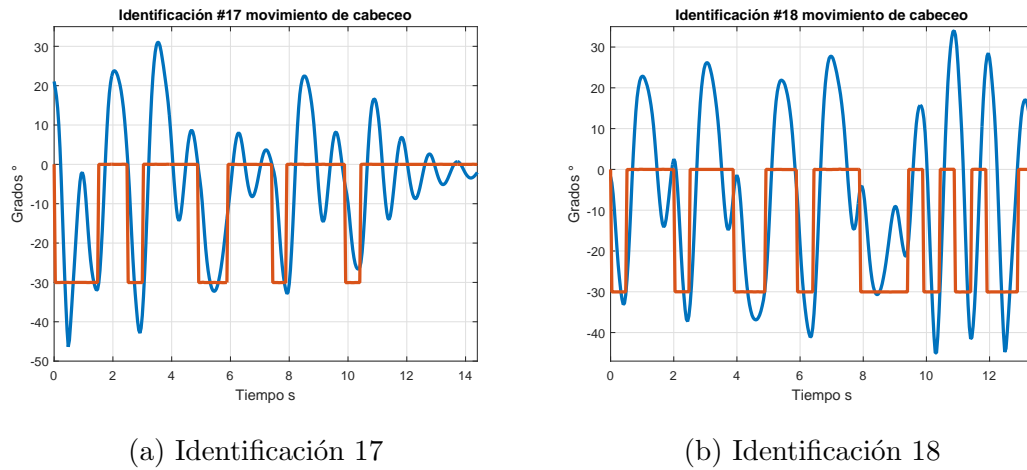 Identificación #17 movimiento de cabeceo
30
20
10
0
-10
-20
-30
-40
-50
Grados °
0 2 4 6 8 10 12 14
Tiempo s
(a) Identificación 17
Identificación #18 movimiento de cabeceo
30
20
10
0
-10
-20
-30
-40
Grados °
0 2 4 6 8 10 12
Tiempo s
(b) Identificación 18